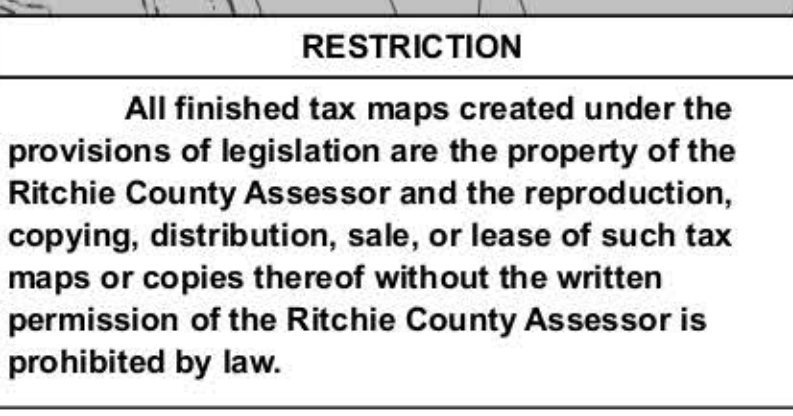 RESTRICTION
All finished tax maps created under the
provisions of legislation are the property of the
Ritchie County Assessor and the reproduction,
copying, distribution, sale, or lease of such tax
maps or copies thereof without the written
permission of the Ritchie County Assessor is
prohibited by law.